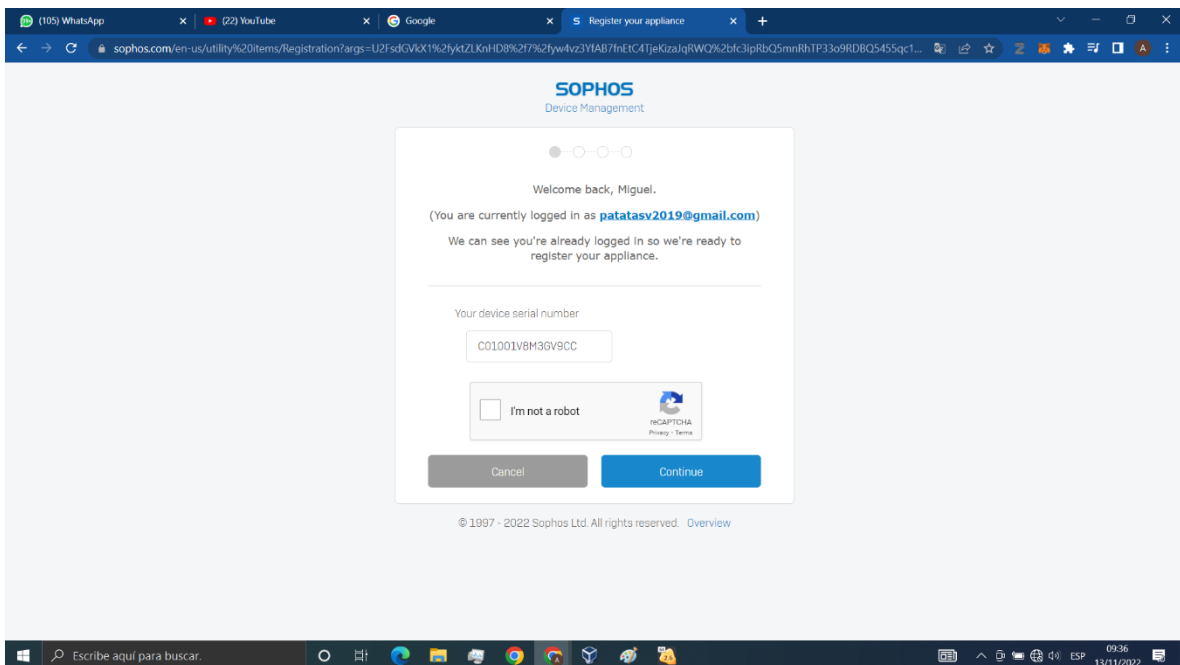 (105) WhatsApp
(22) YouTube
Google
Register your appliance
SOPHOS
Device Management
Welcome back, Miguel.
(You are currently logged in as patatasv2019@gmail.com)
We can see you're already logged in so we're ready to
register your appliance.
Your device serial number
C01001V8M3GV9CC
I'm not a robot
reCAPTCHA
Privacy - Terms
Cancel
Continue
© 1997 - 2022 Sophos Ltd. All rights reserved. Overview
Escribe aquí para buscar.
ESP
09:36
13/11/2022